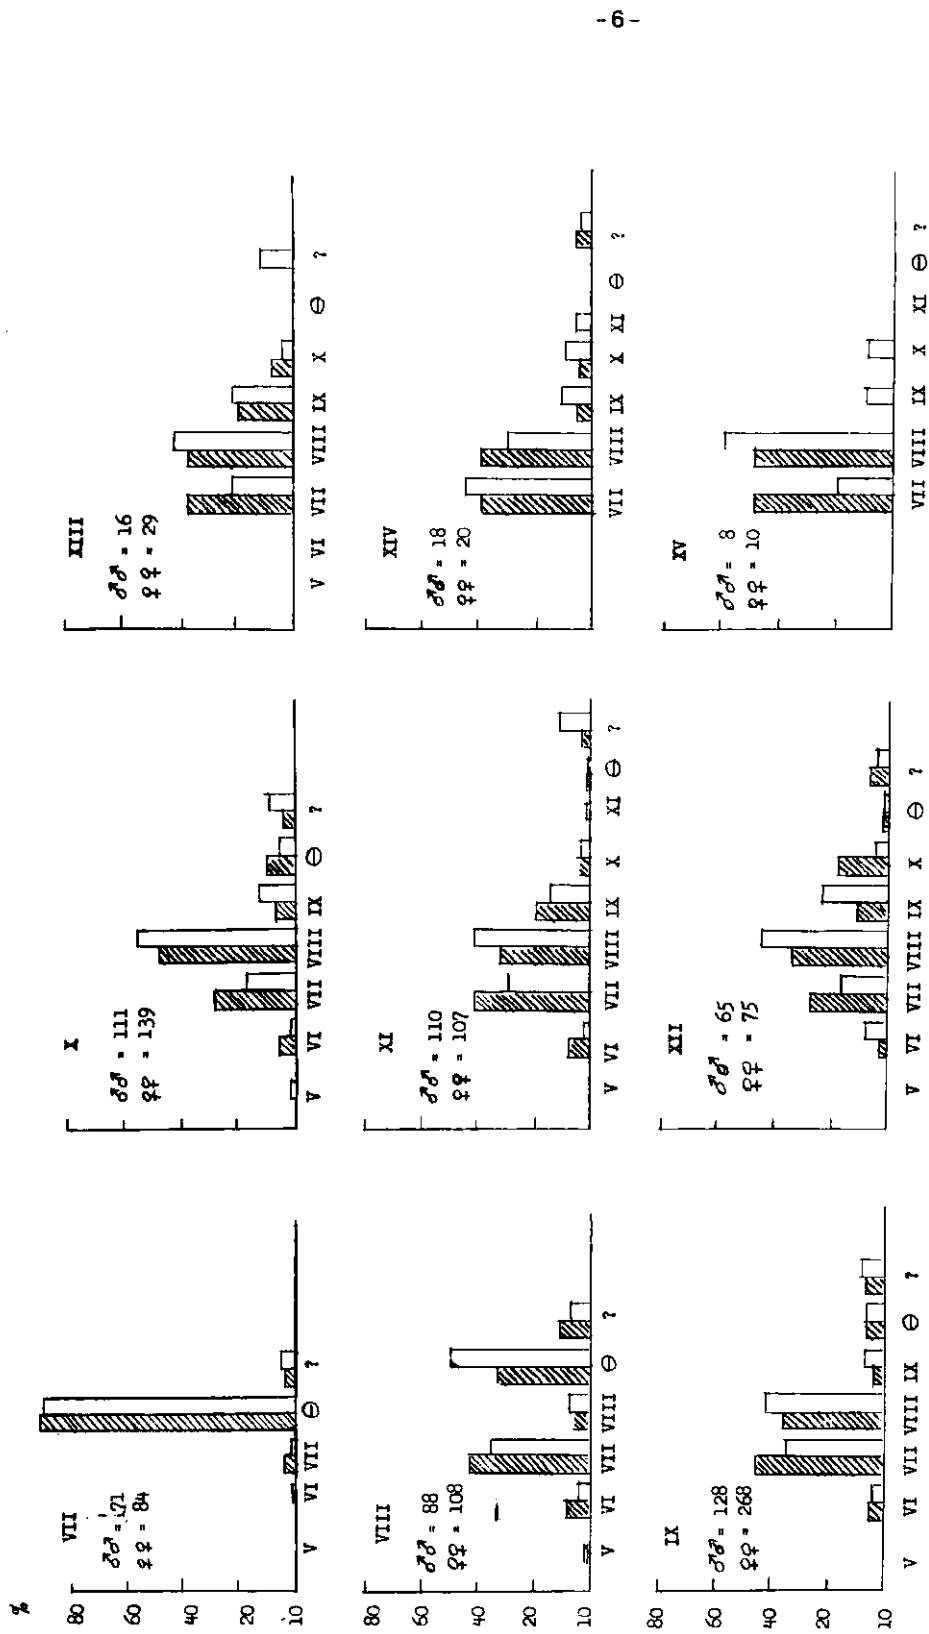 - 6 -
%
80
60
40
20
10
VII
♂♂ = 71
♀♀ = 84
V VI VII θ ?
X
♂♂ = 111
♀♀ = 139
V VI VII VIII IX θ ?
XIII
♂♂ = 16
♀♀ = 29
V VI VII VIII IX X θ ?
80
60
40
20
10
VIII
♂♂ = 88
♀♀ = 108
V VI VII VIII θ ?
XI
♂♂ = 110
♀♀ = 107
V VI VII VIII IX X XI θ ?
XIV
♂♂ = 18
♀♀ = 20
VII VIII IX X XI θ ?
80
60
40
20
10
IX
♂♂ = 128
♀♀ = 268
V VI VII VIII IX θ ?
XII
♂♂ = 65
♀♀ = 75
V VI VII VIII IX X θ ?
XV
♂♂ = 8
♀♀ = 10
VII VIII IX X XI θ ?